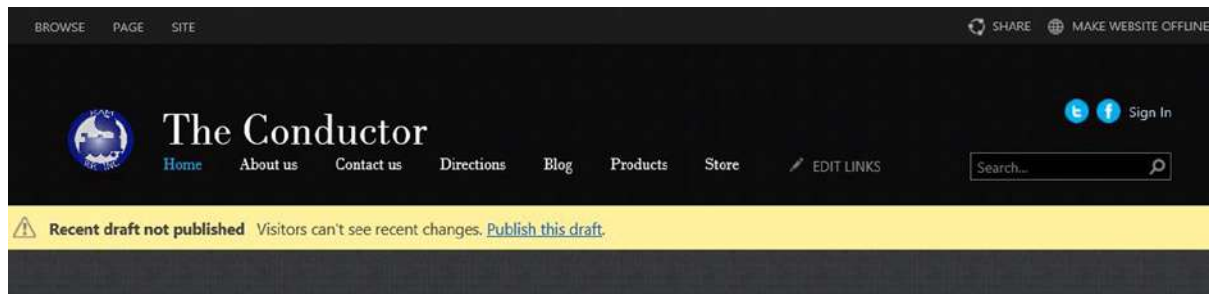 BROWSE PAGE SITE SHARE MAKE WEBSITE OFFLINE
The Conductor
Sign In
Home About us Contact us Directions Blog Products Store EDIT LINKS Search...
Recent draft not published Visitors can't see recent changes. Publish this draft.